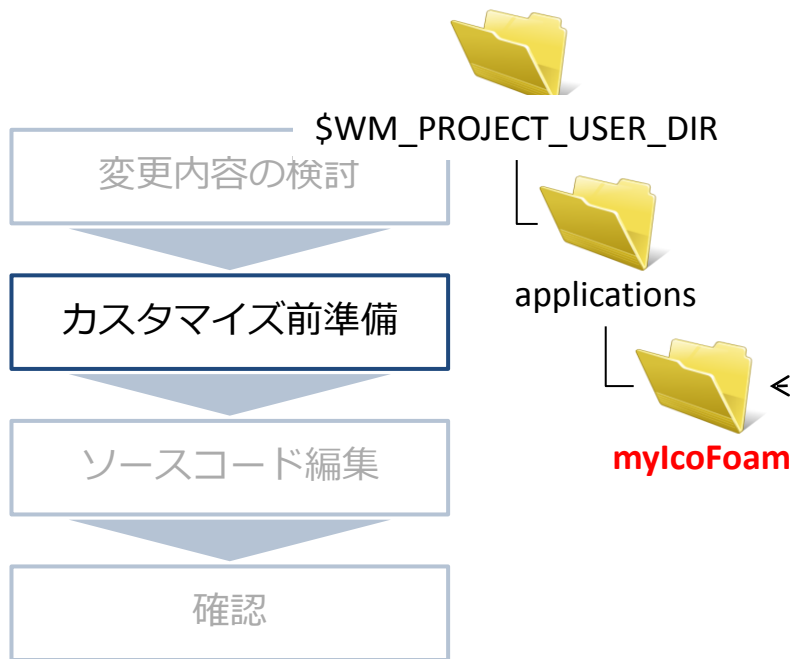 $WM_PROJECT_USER_DIR
変更内容の検討
カスタマイズ前準備
applications
ソースコード編集
myIcoFoam
確認